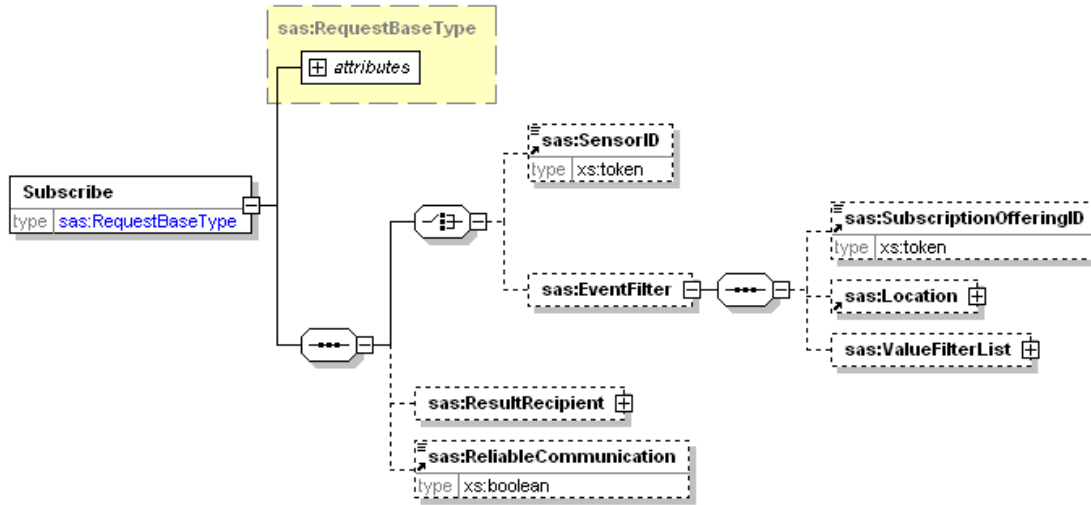 sas:RequestBaseType
attributes
sas:SensorID
type xs:token
Subscribe
type sas:RequestBaseType
sas:SubscriptionOfferingID
type xs:token
sas:EventFilter
sas:Location
sas:ValueFilterList
sas:ResultRecipient
sas:ReliableCommunication
type xs:boolean